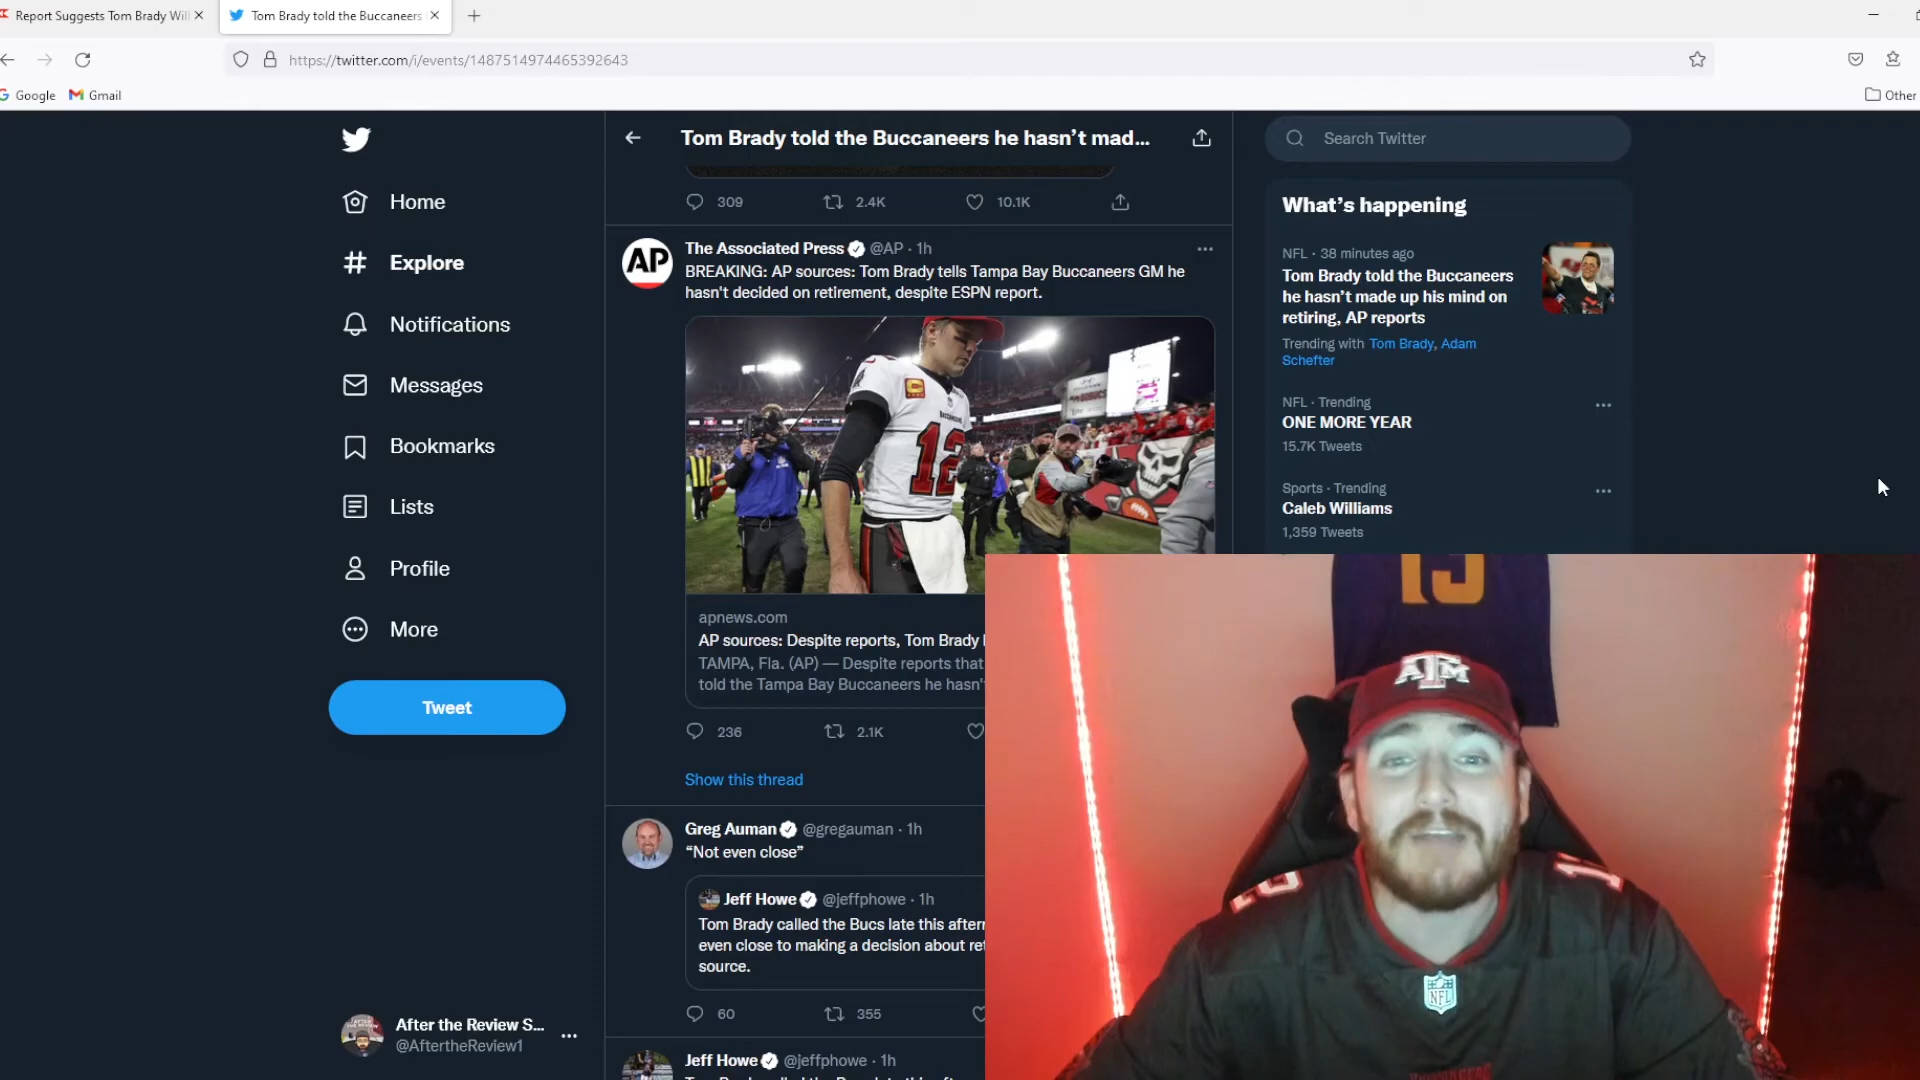 Report Suggests Tom Brady Will
Tom Brady told the Buccaneers
https://twitter.com/i/events/1487514974465392643
Google
Gmail
Other
Home
Explore
Notifications
Messages
Bookmarks
Lists
Profile
More
Tweet
After the Review S...
@AftertheReview1
Tom Brady told the Buccaneers he hasn’t mad...
309
2.4K
10.1K
AP
The Associated Press @AP · 1h
BREAKING: AP sources: Tom Brady tells Tampa Bay Buccaneers GM he
hasn't decided on retirement, despite ESPN report.
12
apnews.com
AP sources: Despite reports, Tom Brady
TAMPA, Fla. (AP) — Despite reports that
told the Tampa Bay Buccaneers he hasn'
236
2.1K
Show this thread
Greg Auman @gregauman · 1h
“Not even close”
Jeff Howe @jeffphowe · 1h
Tom Brady called the Bucs late this
even close to making a decision about
source.
60
355
Jeff Howe @jeffphowe · 1h
Search Twitter
What’s happening
NFL · 38 minutes ago
Tom Brady told the Buccaneers
he hasn’t made up his mind on
retiring, AP reports
Trending with Tom Brady, Adam
Schefter
NFL · Trending
ONE MORE YEAR
15.7K Tweets
Sports · Trending
Caleb Williams
1,359 Tweets
ATM
NFL